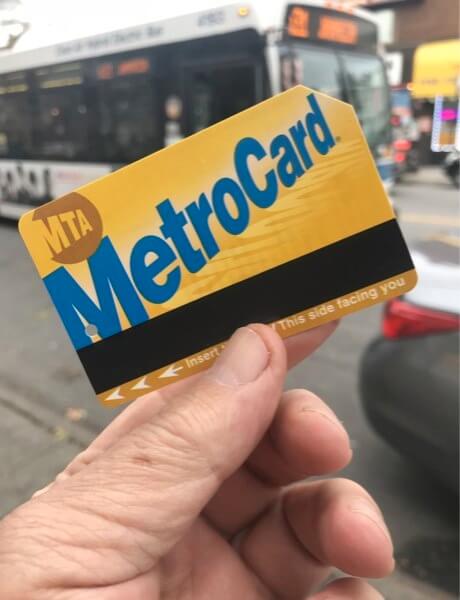 MTA
MetroCard
Insert This side facing you